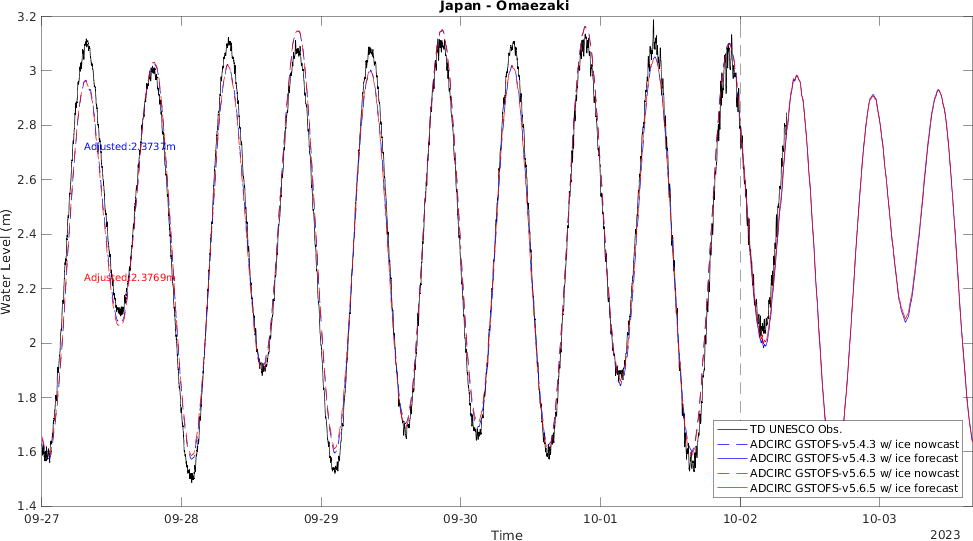 Japan - Omaezaki
3.2
3
2.8
2.6
2.4
2.2
2
1.8
1.6
1.4
Water Level (m)
Adjusted:2.3737m
Adjusted:2.3769m
TD UNESCO Obs.
ADCIRC GSTOFS-v5.4.3 w/ ice nowcast
ADCIRC GSTOFS-v5.4.3 w/ ice forecast
ADCIRC GSTOFS-v5.6.5 w/ ice nowcast
ADCIRC GSTOFS-v5.6.5 w/ ice forecast
09-27
09-28
09-29
09-30
10-01
10-02
10-03
Time
2023